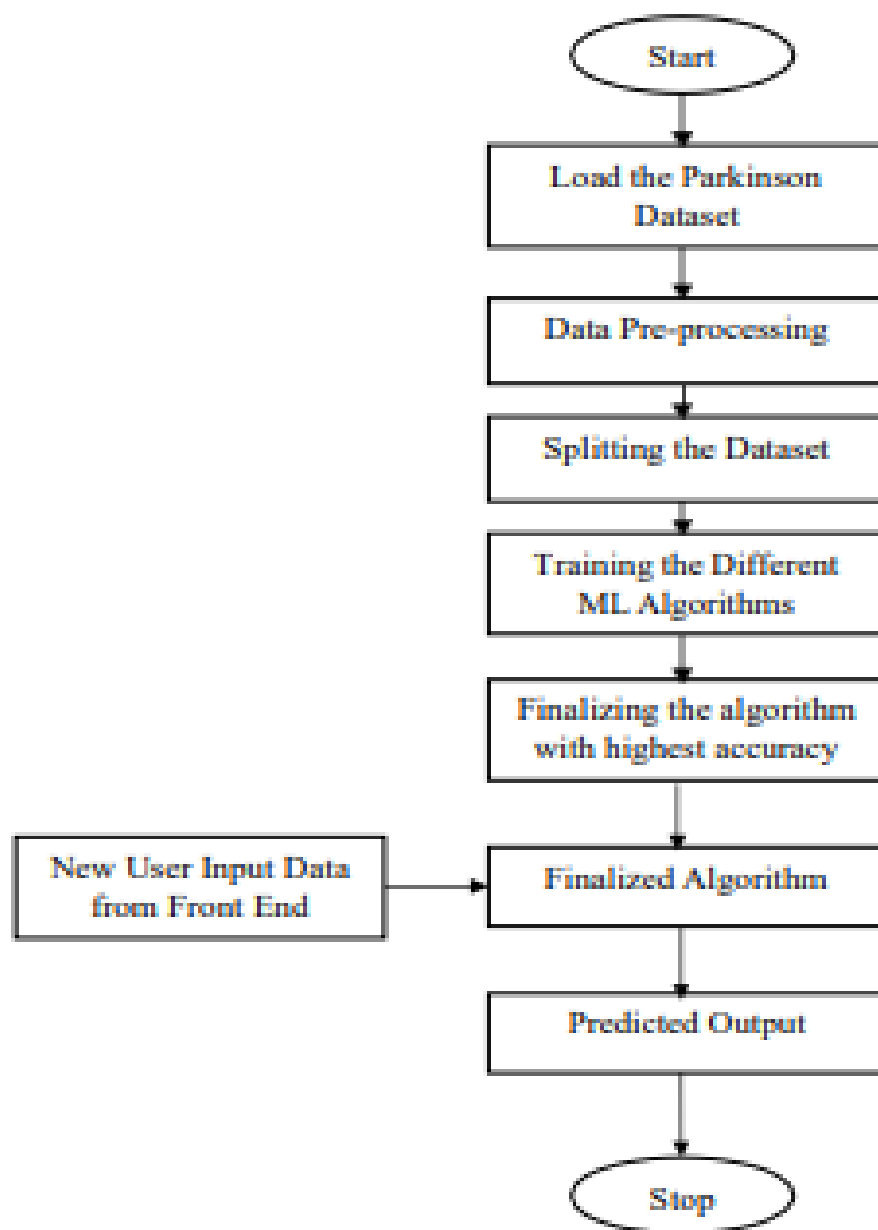 Start
Load the Parkinson
Dataset
Data Pre-processing
Splitting the Dataset
Training the Different
ML Algorithms
Finalizing the algorithm
with highest accuracy
New User Input Data
from Front End
Finalized Algorithm
Predicted Output
Stop